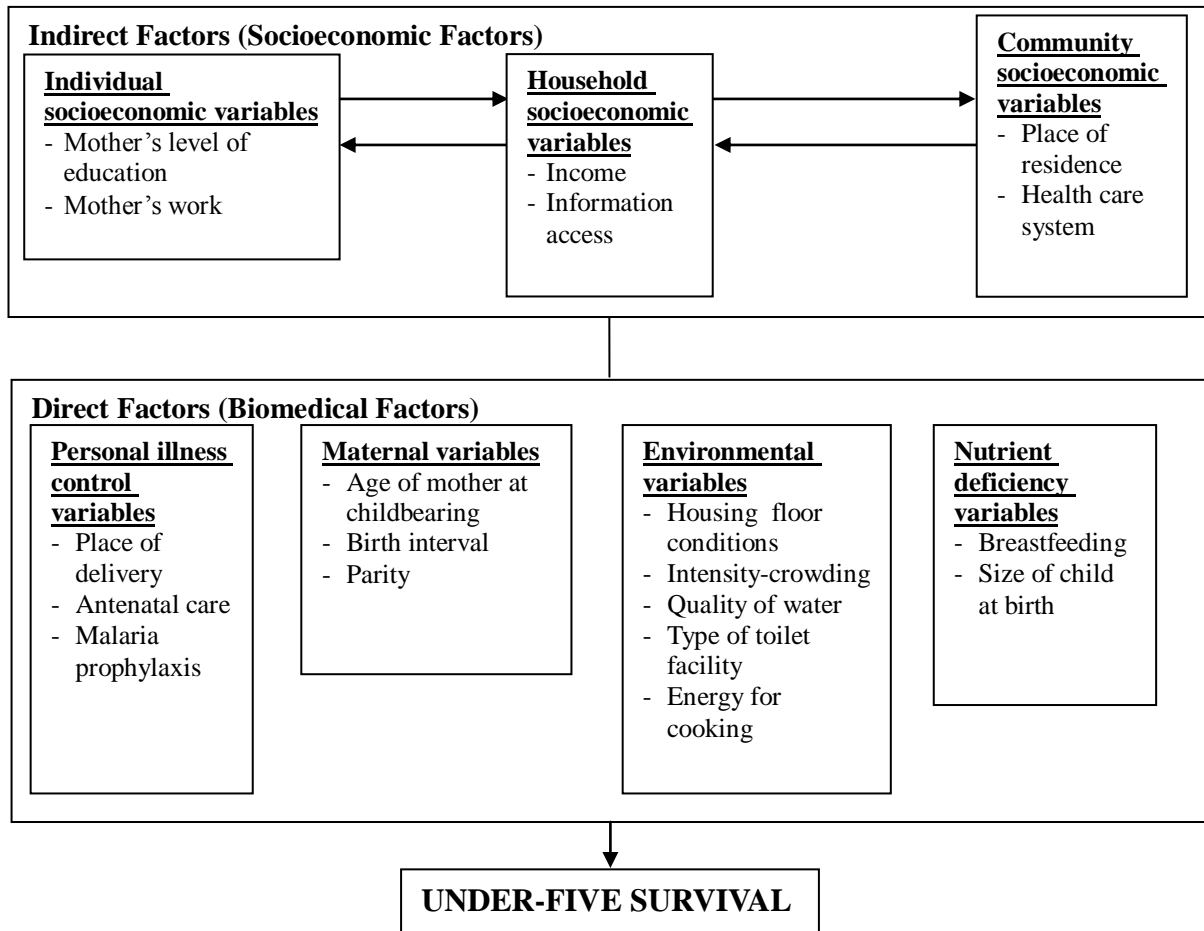 Indirect Factors (Socioeconomic Factors)
Individual
socioeconomic variables
- Mother’s level of
education
- Mother’s work
Household
socioeconomic
variables
- Income
- Information
access
Community
socioeconomic
variables
- Place of
residence
- Health care
system
Direct Factors (Biomedical Factors)
Personal illness
control
variables
- Place of
delivery
- Antenatal care
- Malaria
prophylaxis
Maternal variables
- Age of mother at
childbearing
- Birth interval
- Parity
Environmental
variables
- Housing floor
conditions
- Intensity-crowding
- Quality of water
- Type of toilet
facility
- Energy for
cooking
Nutrient
deficiency
variables
- Breastfeeding
- Size of child
at birth
UNDER-FIVE SURVIVAL